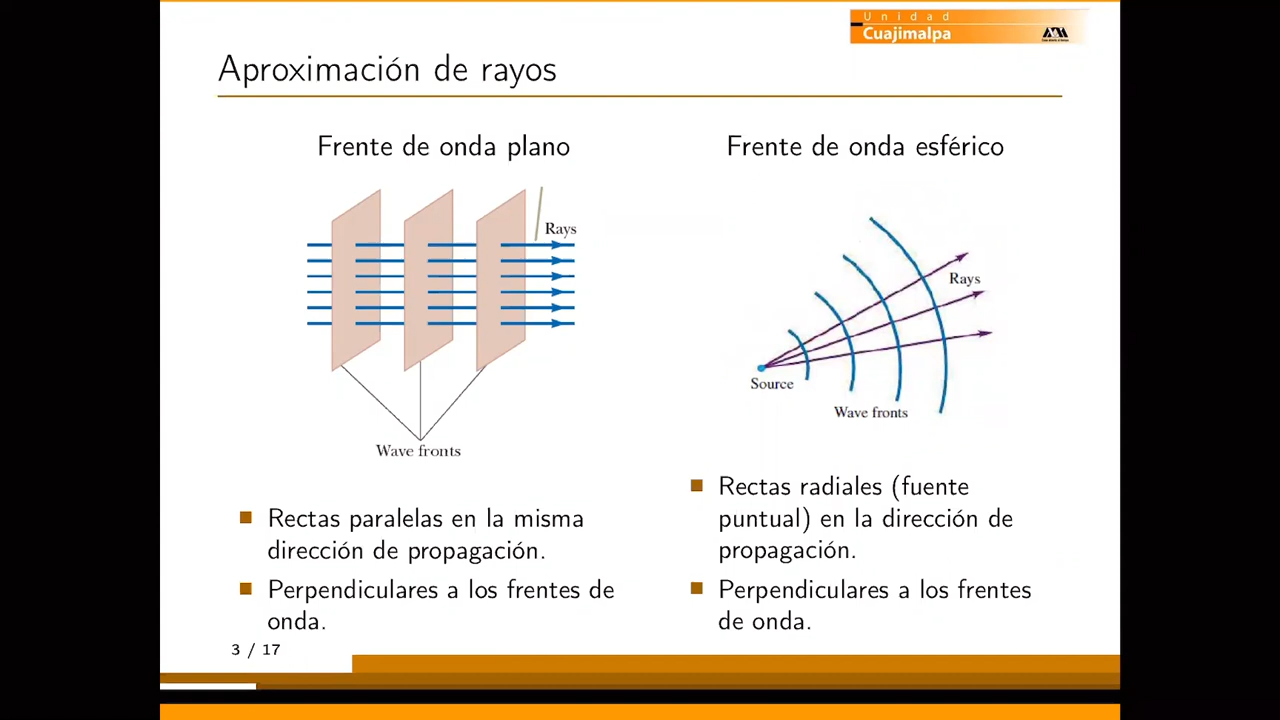 Unidad
Cuajimalpa
Aproximación de rayos
Frente de onda plano
Rays
Wave fronts
Rectas paralelas en la misma
dirección de propagación.
Perpendiculares a los frentes de
onda.
Frente de onda esférico
Rays
Source
Wave fronts
Rectas radiales (fuente
puntual) en la dirección de
propagación.
Perpendiculares a los frentes
de onda.
3 / 17